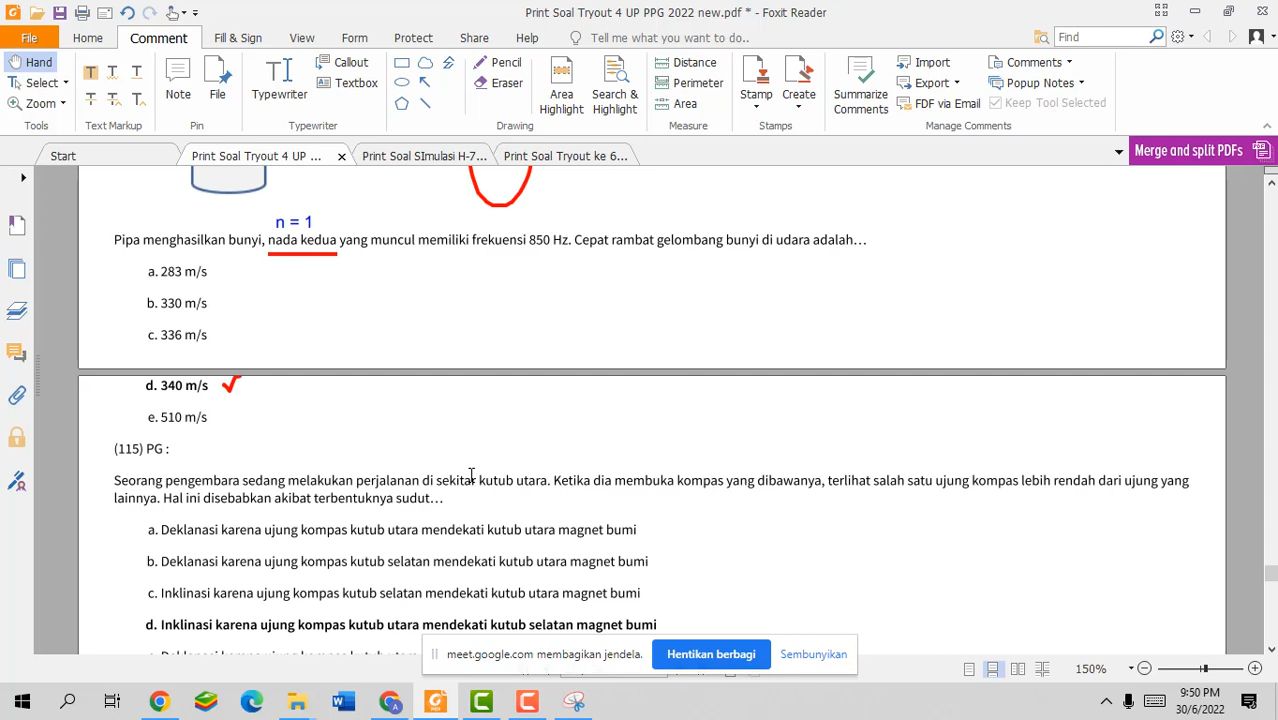 Print Soal Tryout 4 UP PPG 2022 new.pdf * - Foxit Reader
File Home Comment Fill & Sign View Form Protect Share Help Tell me what you want to do.. Find
Hand
Select
Zoom
Tools
Text Markup
Note
File
Pin
Typewriter
Callout
Textbox
Typewriter
Pencil
Eraser
Drawing
Area Highlight
Search & Highlight
Distance
Perimeter
Area
Measure
Stamp
Create
Stamps
Summarize Comments
Import
Export
FDF via Email
Comments
Popup Notes
Keep Tool Selected
Manage Comments
Start Print Soal Tryout 4 UP ... Print Soal SImulasi H-7... Print Soal Tryout ke 6... Merge and split PDFs
n = 1
Pipa menghasilkan bunyi, nada kedua yang muncul memiliki frekuensi 850 Hz. Cepat rambat gelombang bunyi di udara adalah…
a. 283 m/s
b. 330 m/s
c. 336 m/s
d. 340 m/s
e. 510 m/s
(115) PG :
Seorang pengembara sedang melakukan perjalanan di sekitar kutub utara. Ketika dia membuka kompas yang dibawanya, terlihat salah satu ujung kompas lebih rendah dari ujung yang
lainnya. Hal ini disebabkan akibat terbentuknya sudut…
a. Deklanasi karena ujung kompas kutub utara mendekati kutub utara magnet bumi
b. Deklanasi karena ujung kompas kutub selatan mendekati kutub utara magnet bumi
c. Inklinasi karena ujung kompas kutub selatan mendekati kutub utara magnet bumi
d. Inklinasi karena ujung kompas kutub utara mendekati kutub selatan magnet bumi
meet.google.com membagikan jendela. Hentikan berbagi Sembunyikan
150%
9:50 PM
30/6/2022